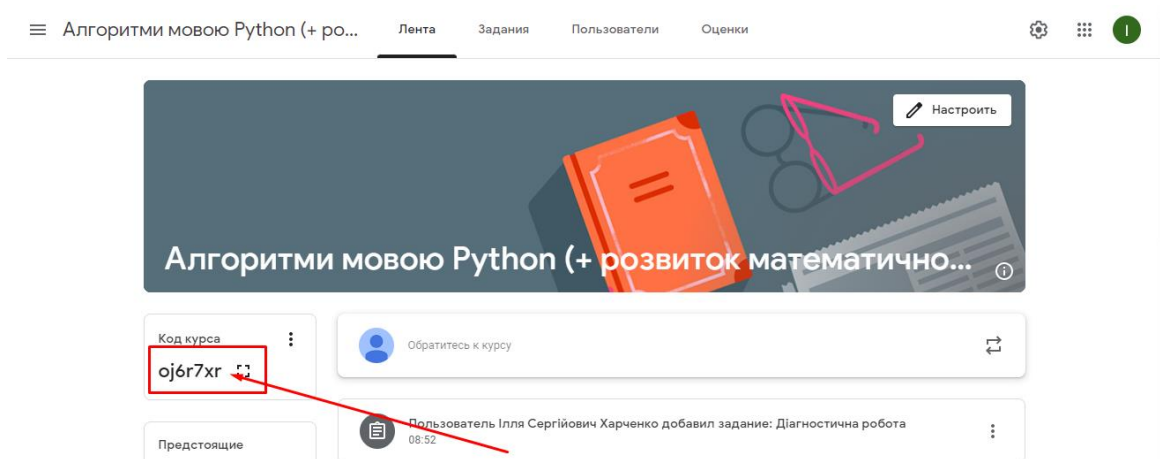 Алгоритми мовою Python (+ ро...
Лента
Задания
Пользователи
Оценки
I
Настроить
Алгоритми мовою Python (+ розвиток математично...
Код курса
oj6r7xr
Обратитесь к курсу
Пользователь Ілля Сергійович Харченко добавил задание: Діагностична робота
08:52
Предстоящие